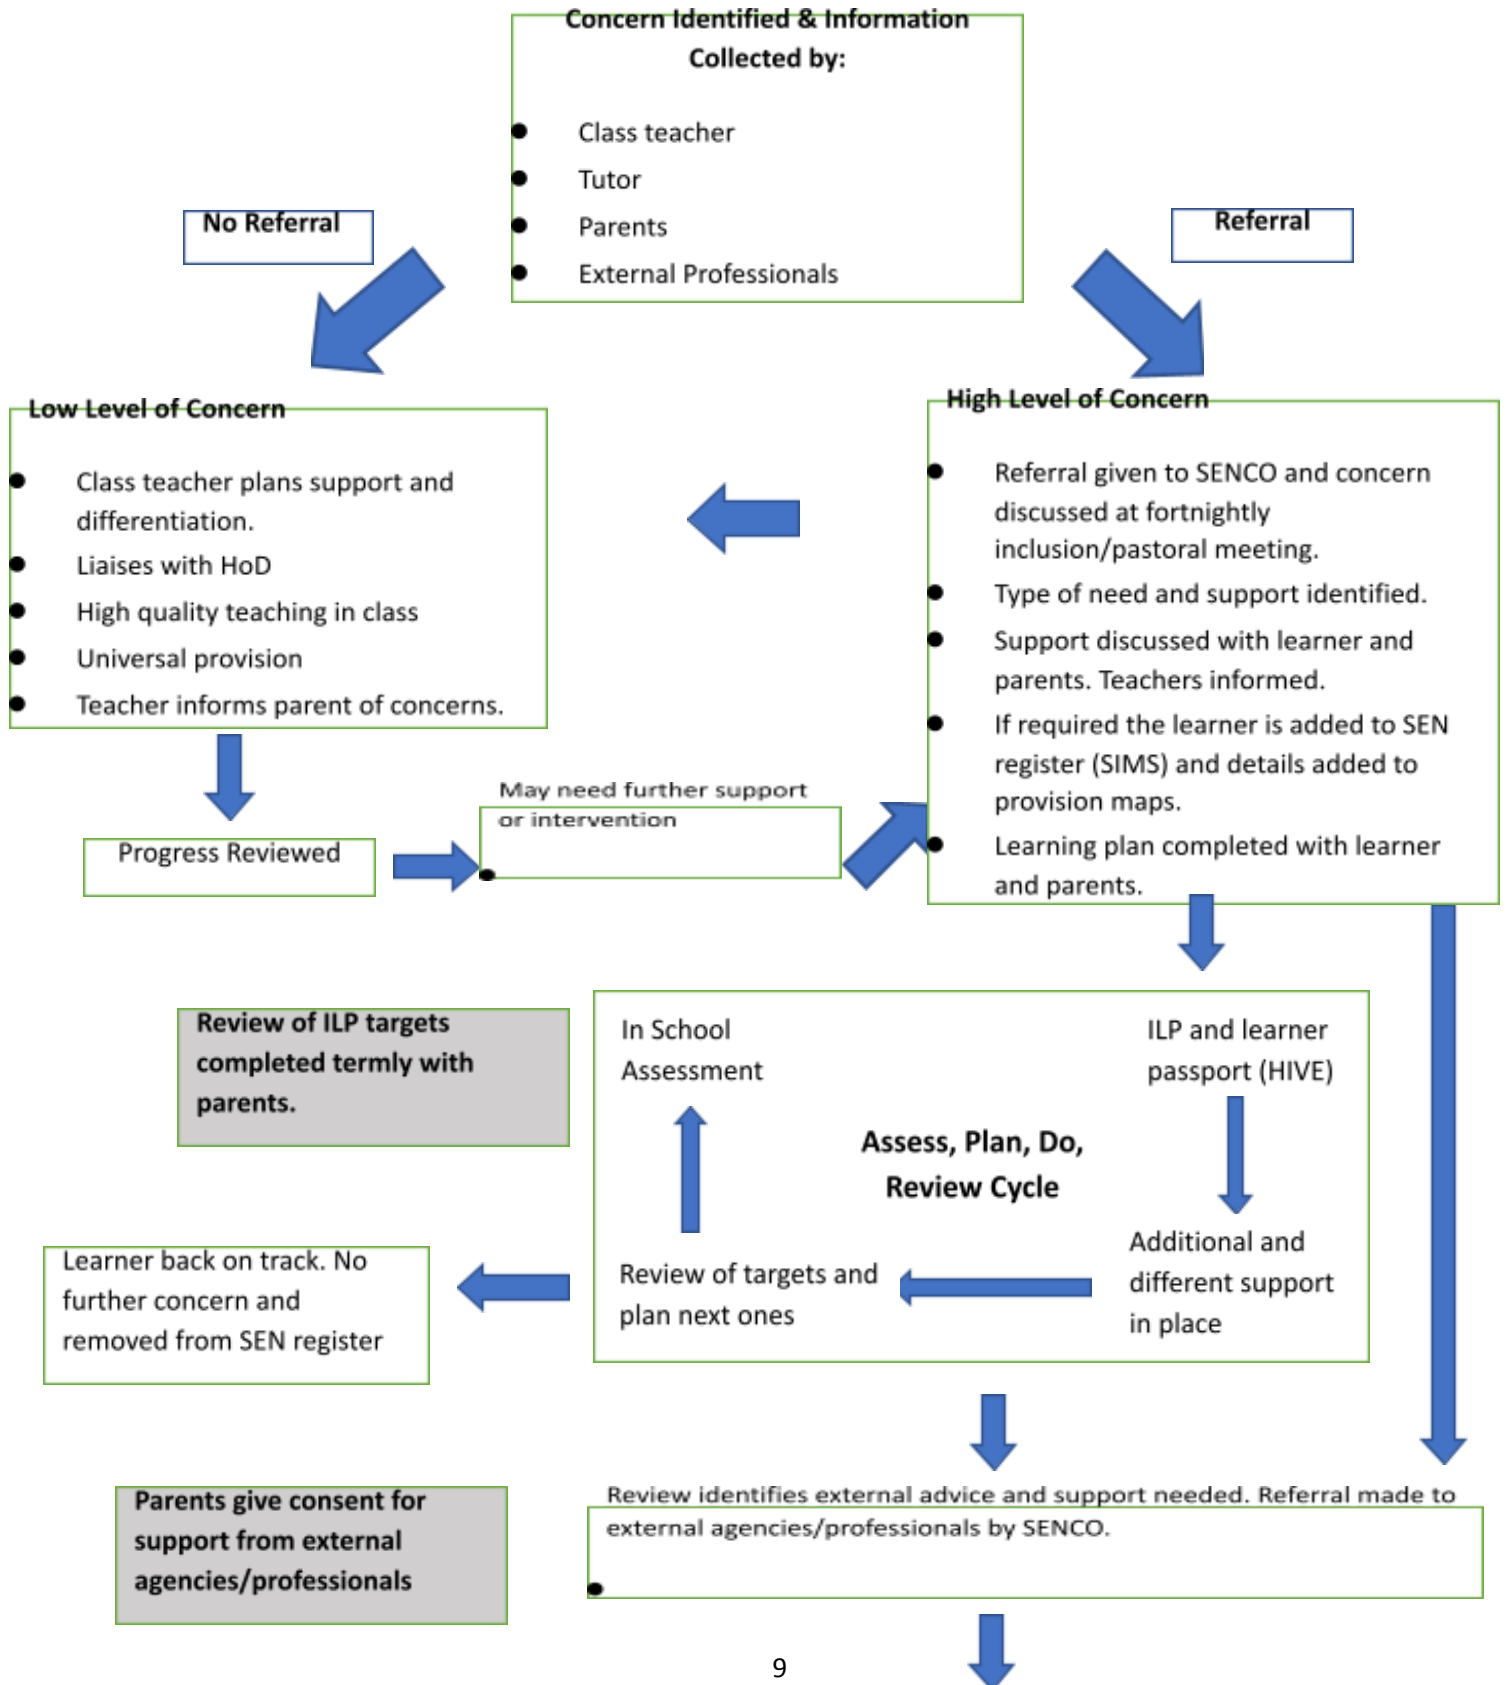 Concern Identified & Information
Collected by:
Class teacher
Tutor
Parents
External Professionals
No Referral
Referral
Low Level of Concern
Class teacher plans support and
differentiation.
Liaises with HoD
High quality teaching in class
Universal provision
Teacher informs parent of concerns.
High Level of Concern
Referral given to SENCO and concern
discussed at fortnightly
inclusion/pastoral meeting.
Type of need and support identified.
Support discussed with learner and
parents. Teachers informed.
If required the learner is added to SEN
register (SIMS) and details added to
provision maps.
Learning plan completed with learner
and parents.
Progress Reviewed
May need further support
or intervention
Review of ILP targets
completed termly with
parents.
In School
Assessment
ILP and learner
passport (HIVE)
Assess, Plan, Do,
Review Cycle
Additional and
different support
in place
Review of targets and
plan next ones
Learner back on track. No
further concern and
removed from SEN register
Parents give consent for
support from external
agencies/professionals
Review identifies external advice and support needed. Referral made to
external agencies/professionals by SENCO.
9